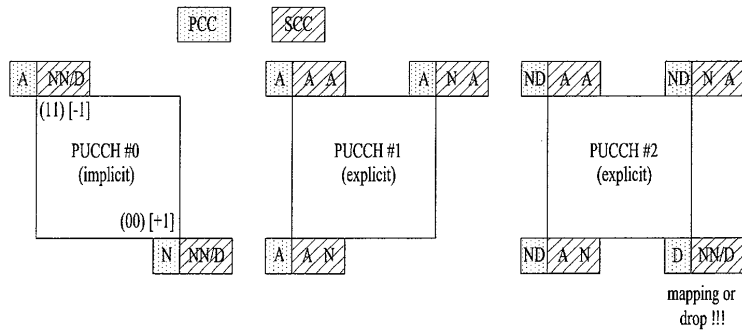 PCC SCC
A NN/D A A A A N A ND A A ND N A
(11) [-1]
PUCCH #0 PUCCH #1 PUCCH #2
(implicit) (explicit) (explicit)
(00) [+1]
N NN/D A A N ND A N D NN/D
mapping or
drop !!!